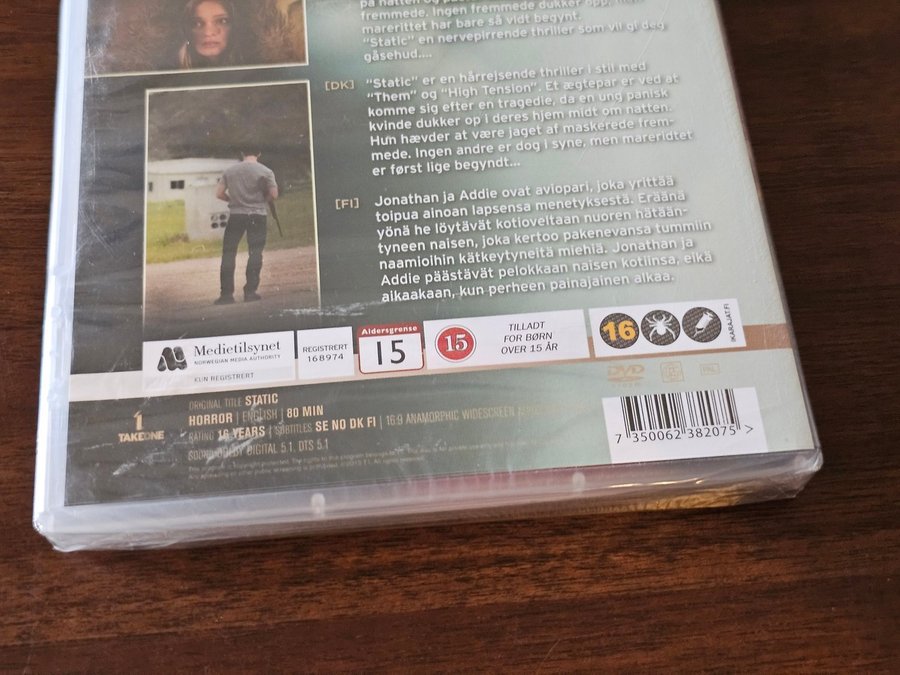 på natten og
fremmede. Ingen fremmede dukker opp, men
marerittet har bare så vidt begynt.
"Static" en nervepirrende thriller som vil gi deg
gåsehud....
[DK] "Static" er en hårrejsende thriller i stil med
"Them" og "High Tension". Et ægtepar er ved at
komme sig efter en tragedie, da en ung panisk
kvinde dukker op i deres hjem midt om natten.
Hun hævder at være jaget af maskerede frem-
mede. Ingen andre er dog i syne, men mareridtet
er først lige begyndt...
[FI] Jonathan ja Addie ovat aviopari, joka yrittää
toipua ainoan lapsensa menetyksestä. Eräänä
yönä he löytävät kotioveltaan nuoren hätään-
tyneen naisen, joka kertoo pakenevansa tummiin
naamioihin kätkeytyneitä miehiä. Jonathan ja
Addie päästävät pelokkaan naisen kotiinsa, eikä
aikaakaan, kun perheen painajainen alkaa.
Medietilsynet
NORWEGIAN MEDIA AUTHORITY
KUN REGISTRERT
REGISTRERT
168974
Aldersgrense
15
15
TILLADT
FOR BØRN
OVER 15 ÅR
16
IKARAJAT.FI
DVD
VIDEO
PAL
1
TAKEONE
ORIGINAL TITLE STATIC
HORROR | ENGLISH | 80 MIN
RATING 16 YEARS | SUBTITLES SE NO DK FI | 16:9 ANAMORPHIC WIDESCREEN
SOUND DOLBY DIGITAL 5.1, DTS 5.1
7 350062 382075 >